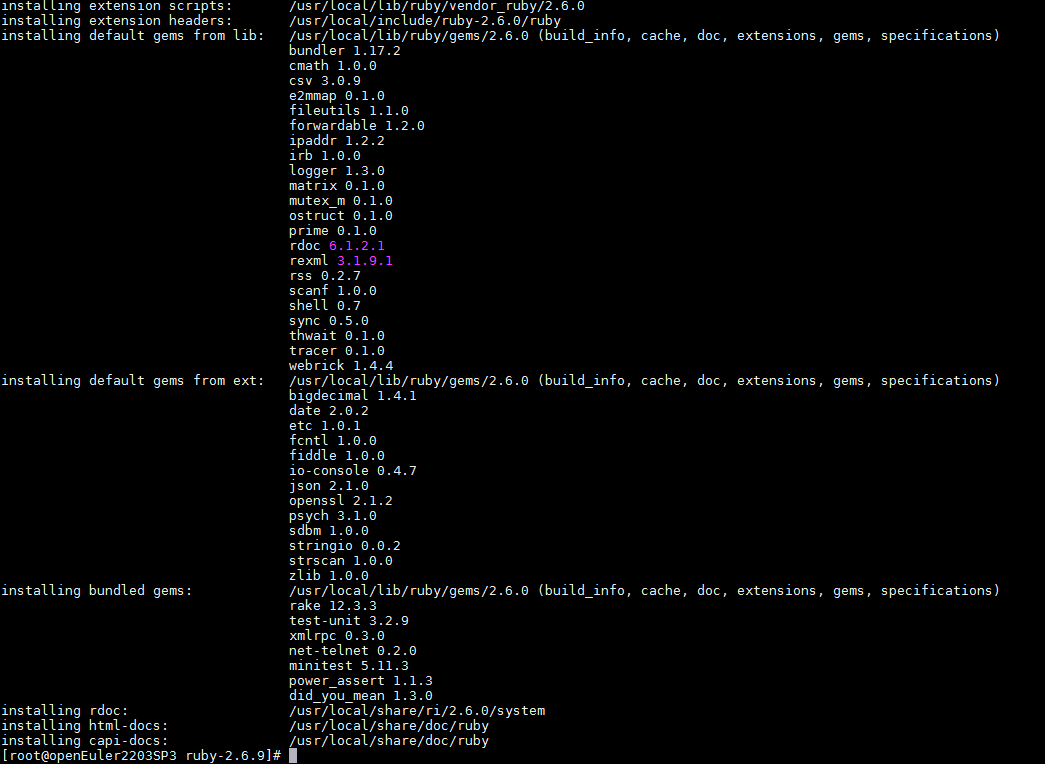 installing extension scripts:       /usr/local/lib/ruby/vendor_ruby/2.6.0
installing extension headers:       /usr/local/include/ruby-2.6.0/ruby
installing default gems from lib:   /usr/local/lib/ruby/gems/2.6.0 (build_info, cache, doc, extensions, gems, specifications)
                                    bundler 1.17.2
                                    cmath 1.0.0
                                    csv 3.0.9
                                    e2mmap 0.1.0
                                    fileutils 1.1.0
                                    forwardable 1.2.0
                                    ipaddr 1.2.2
                                    irb 1.0.0
                                    logger 1.3.0
                                    matrix 0.1.0
                                    mutex_m 0.1.0
                                    ostruct 0.1.0
                                    prime 0.1.0
                                    rdoc 6.1.2.1
                                    rexml 3.1.9.1
                                    rss 0.2.7
                                    scanf 1.0.0
                                    shell 0.7
                                    sync 0.5.0
                                    thwait 0.1.0
                                    tracer 0.1.0
                                    webrick 1.4.4
installing default gems from ext:   /usr/local/lib/ruby/gems/2.6.0 (build_info, cache, doc, extensions, gems, specifications)
                                    bigdecimal 1.4.1
                                    date 2.0.2
                                    etc 1.0.1
                                    fcntl 1.0.0
                                    fiddle 1.0.0
                                    io-console 0.4.7
                                    json 2.1.0
                                    openssl 2.1.2
                                    psych 3.1.0
                                    sdbm 1.0.0
                                    stringio 0.0.2
                                    strscan 1.0.0
                                    zlib 1.0.0
installing bundled gems:            /usr/local/lib/ruby/gems/2.6.0 (build_info, cache, doc, extensions, gems, specifications)
                                    rake 12.3.3
                                    test-unit 3.2.9
                                    xmlrpc 0.3.0
                                    net-telnet 0.2.0
                                    minitest 5.11.3
                                    power_assert 1.1.3
                                    did_you_mean 1.3.0
installing rdoc:                    /usr/local/share/ri/2.6.0/system
installing html-docs:               /usr/local/share/doc/ruby
installing capi-docs:               /usr/local/share/doc/ruby
[root@openEuler2203SP3 ruby-2.6.9]#